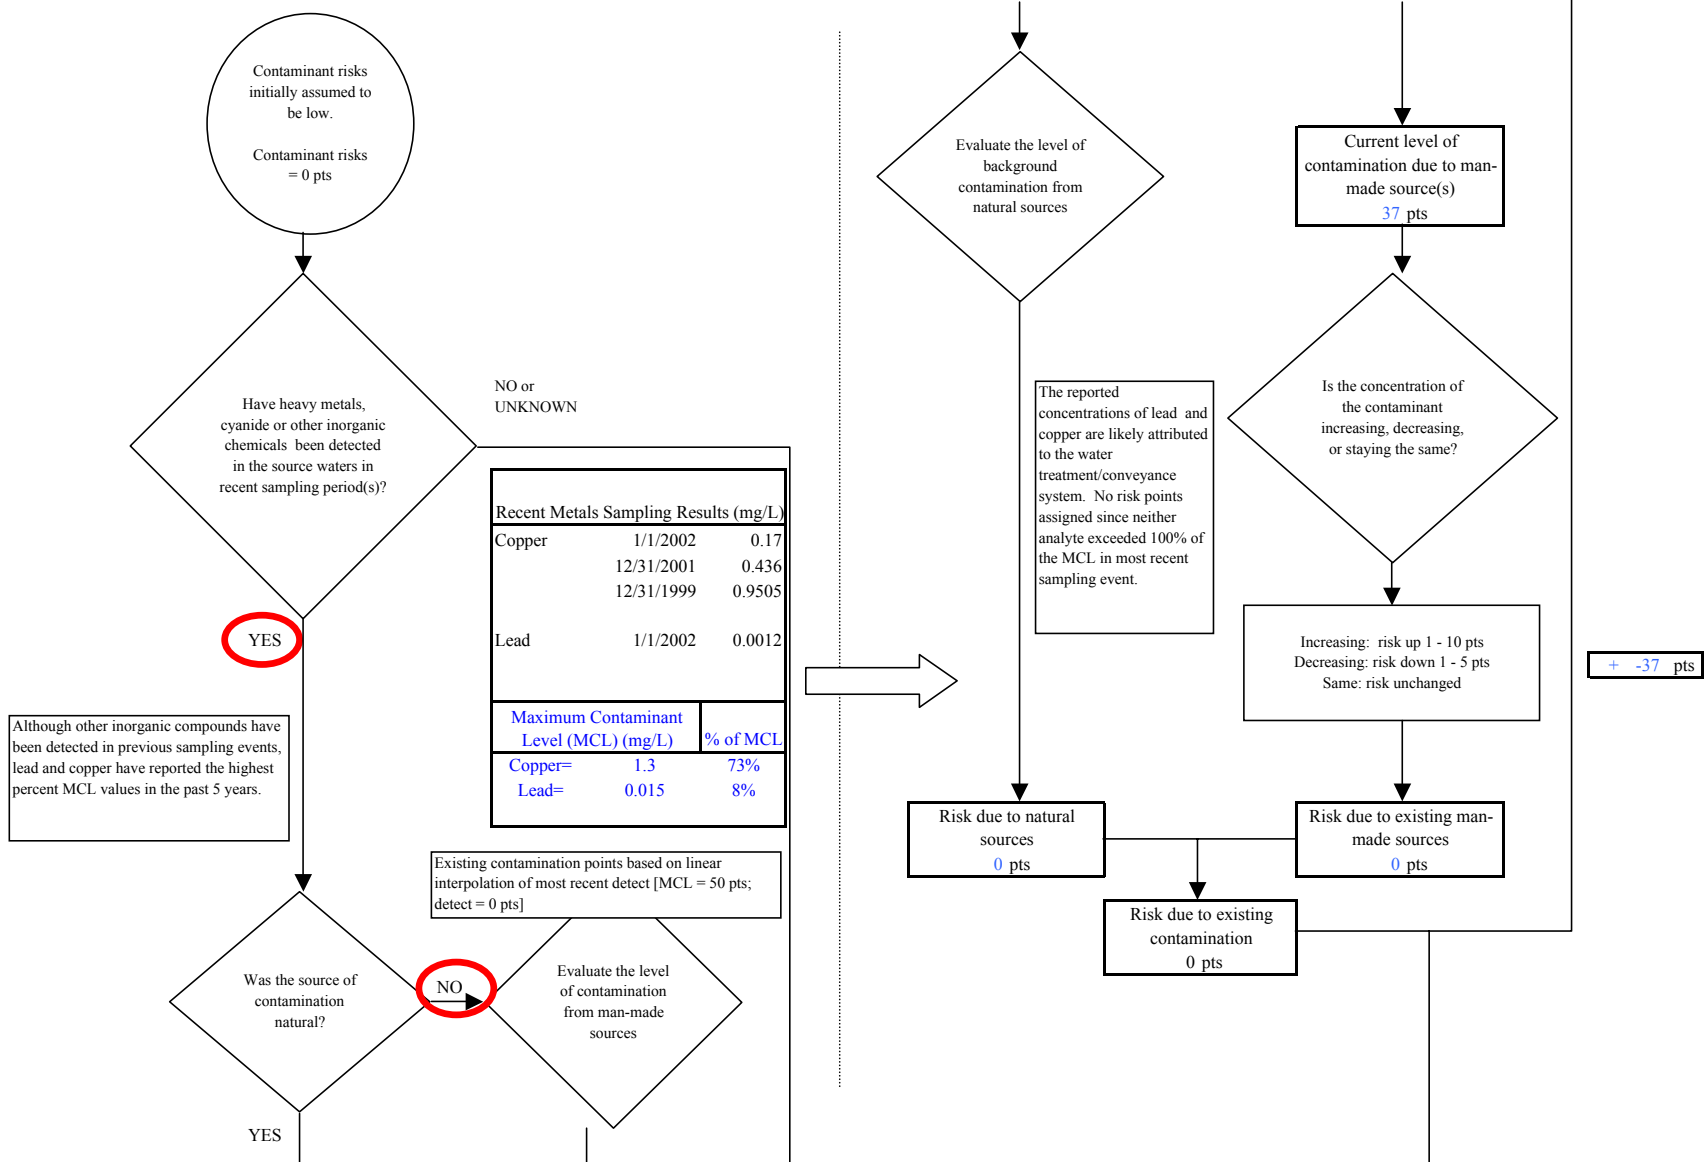 Contaminant risks
initially assumed to
be low.
Contaminant risks
= 0 pts
Have heavy metals,
cyanide or other inorganic
chemicals been detected
in the source waters in
recent sampling period(s)?
NO or
UNKNOWN
YES
Recent Metals Sampling Results (mg/L)
Copper 1/1/2002 0.17
12/31/2001 0.436
12/31/1999 0.9505
Lead 1/1/2002 0.0012
Maximum Contaminant
Level (MCL) (mg/L) % of MCL
Copper= 1.3 73%
Lead= 0.015 8%
Although other inorganic compounds have
been detected in previous sampling events,
lead and copper have reported the highest
percent MCL values in the past 5 years.
Existing contamination points based on linear
interpolation of most recent detect [MCL = 50 pts;
detect = 0 pts]
Was the source of
contamination
natural?
NO
Evaluate the level
of contamination
from man-made
sources
YES
Evaluate the level of
background
contamination from
natural sources
The reported
concentrations of lead and
copper are likely attributed
to the water
treatment/conveyance
system. No risk points
assigned since neither
analyte exceeded 100% of
the MCL in most recent
sampling event.
Current level of
contamination due to man-
made source(s)
37 pts
Is the concentration of
the contaminant
increasing, decreasing,
or staying the same?
Increasing: risk up 1 - 10 pts
Decreasing: risk down 1 - 5 pts
Same: risk unchanged
+ -37 pts
Risk due to natural
sources
0 pts
Risk due to existing man-
made sources
0 pts
Risk due to existing
contamination
0 pts